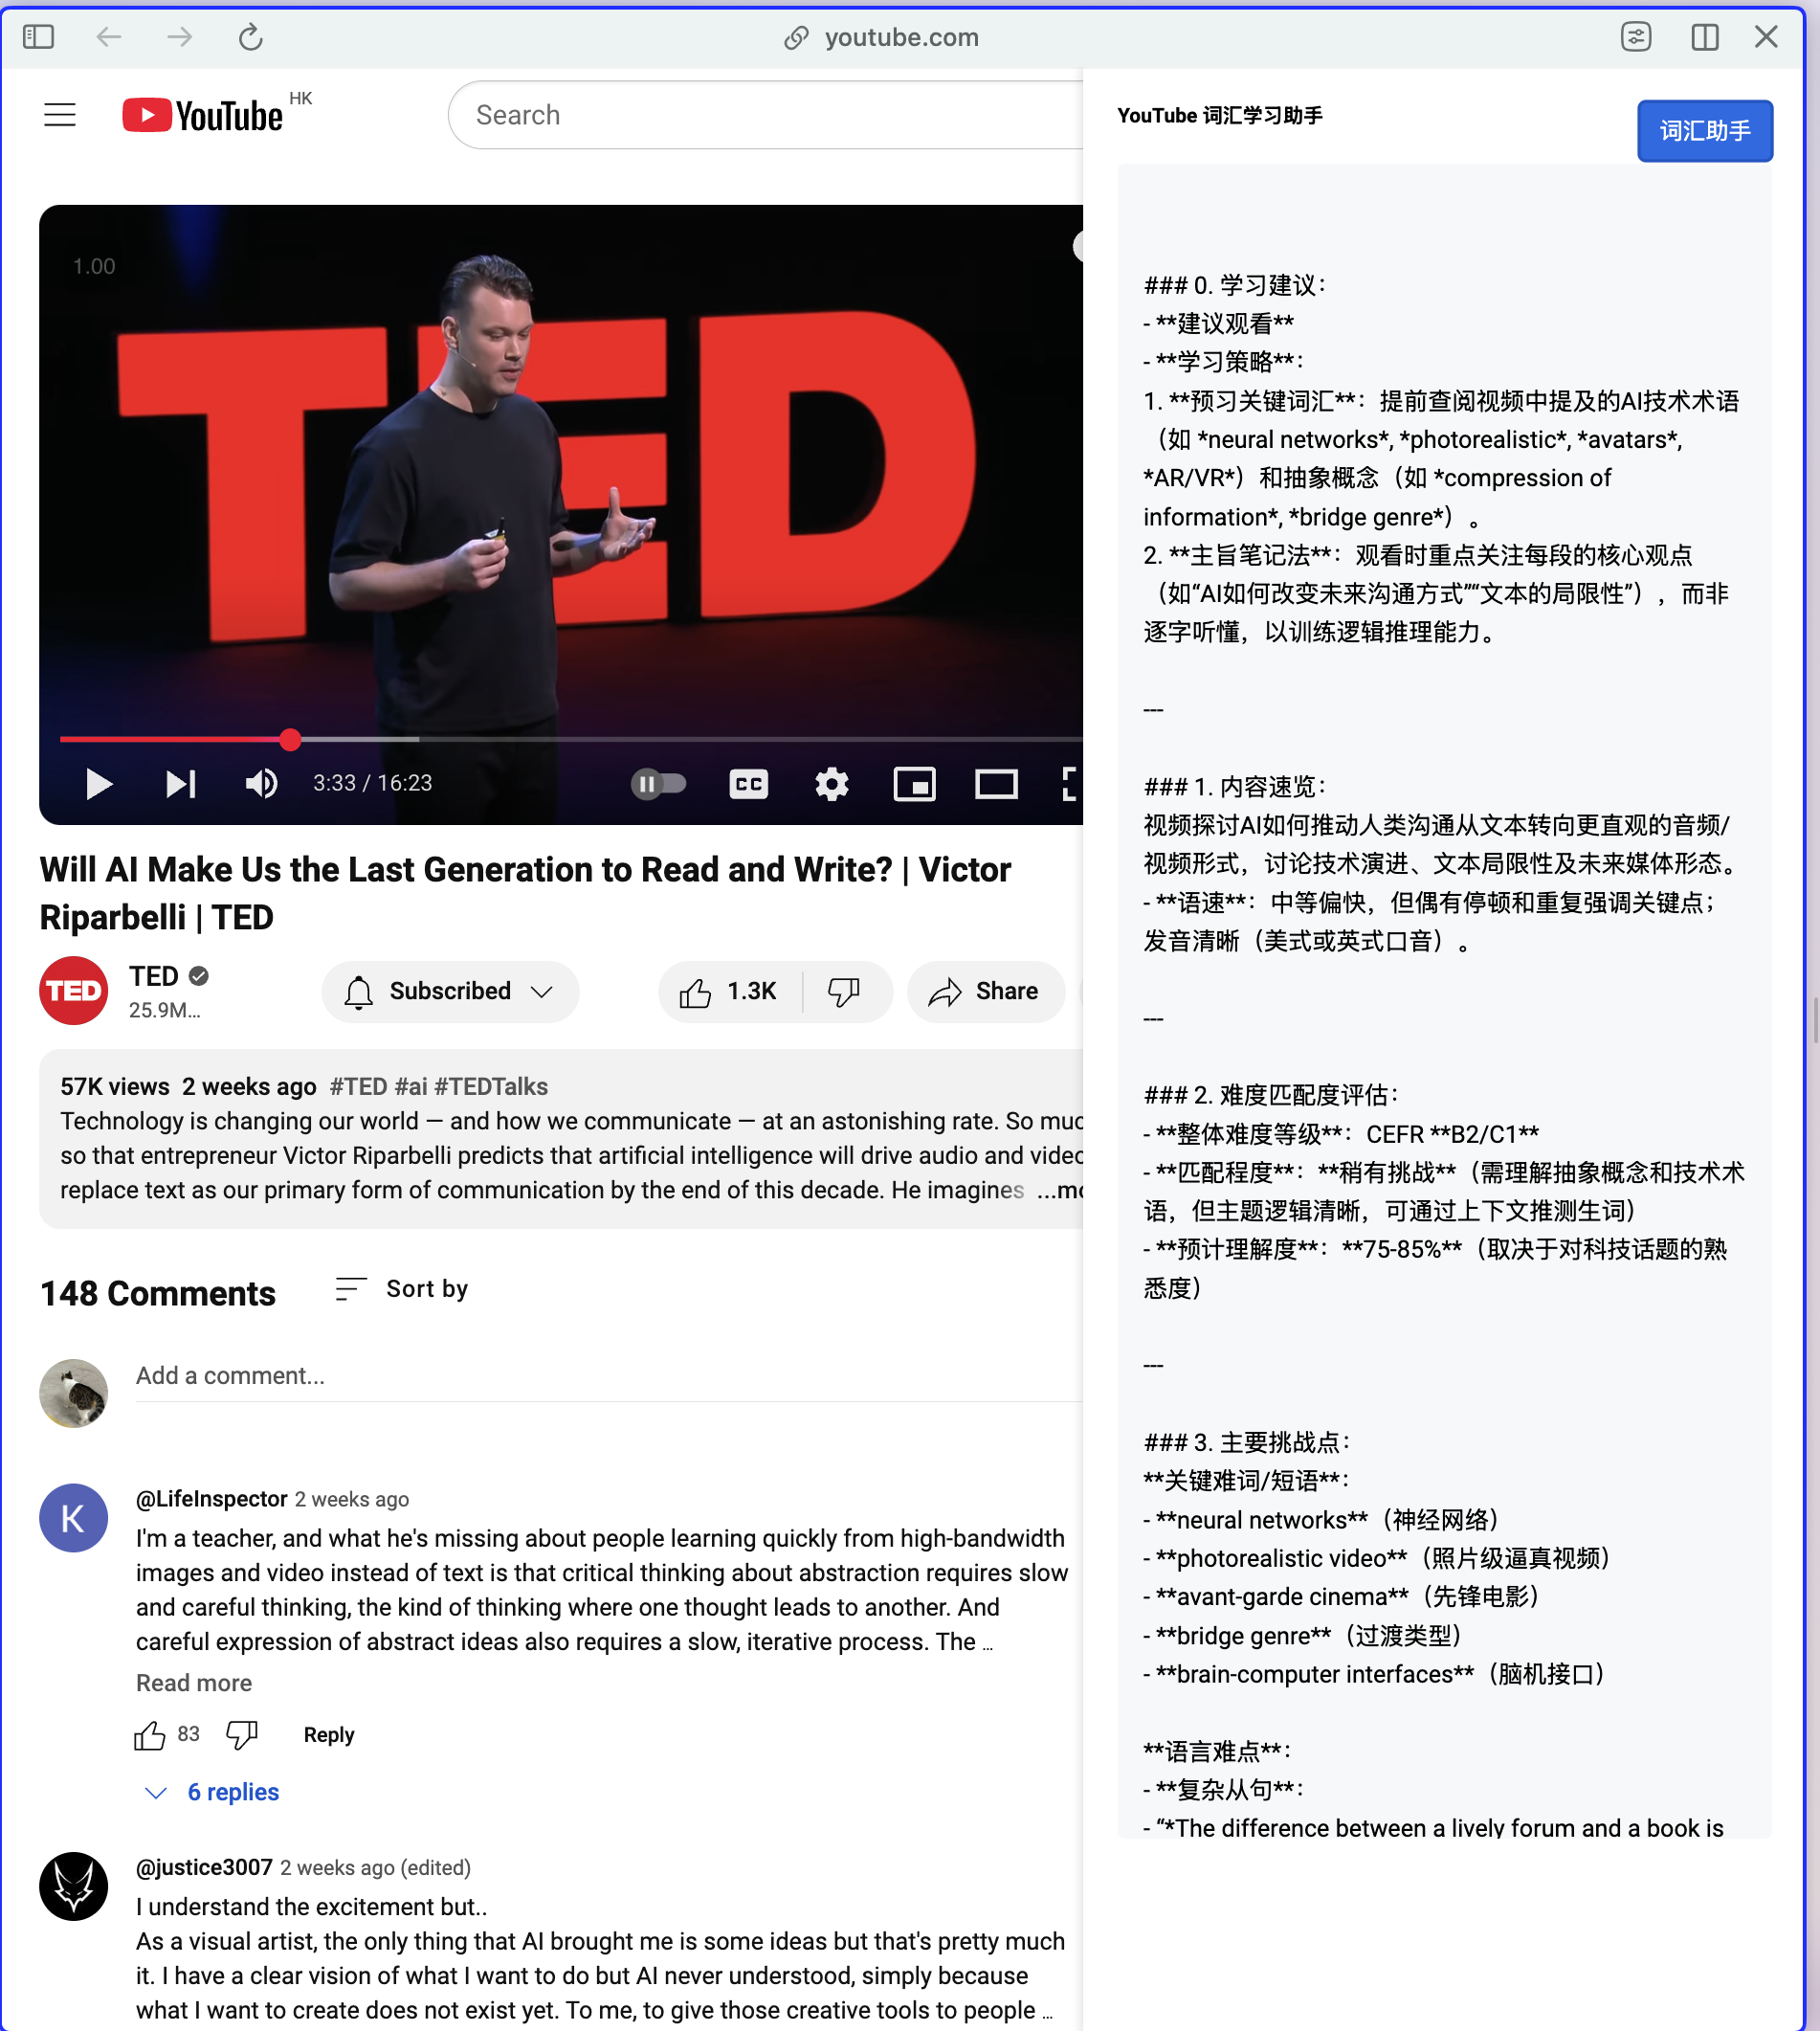 youtube.com
YouTube HK
Search
1.00
TED
3:33 / 16:23
CC
Will AI Make Us the Last Generation to Read and Write? | Victor
Riparbelli | TED
TED
TED
25.9M...
Subscribed
1.3K
Share
57K views 2 weeks ago #TED #ai #TEDTalks
Technology is changing our world — and how we communicate — at an astonishing rate. So muc
so that entrepreneur Victor Riparbelli predicts that artificial intelligence will drive audio and video
replace text as our primary form of communication by the end of this decade. He imagines ...mo
148 Comments
Sort by
Add a comment...
K
@LifeInspector 2 weeks ago
I'm a teacher, and what he's missing about people learning quickly from high-bandwidth
images and video instead of text is that critical thinking about abstraction requires slow
and careful thinking, the kind of thinking where one thought leads to another. And
careful expression of abstract ideas also requires a slow, iterative process. The ...
Read more
83
Reply
6 replies
@justice3007 2 weeks ago (edited)
I understand the excitement but..
As a visual artist, the only thing that AI brought me is some ideas but that's pretty much
it. I have a clear vision of what I want to do but AI never understood, simply because
what I want to create does not exist yet. To me, to give those creative tools to people ...
YouTube 词汇学习助手
词汇助手
### 0. 学习建议：
- **建议观看**
- **学习策略**：
1. **预习关键词汇**：提前查阅视频中提及的AI技术术语
（如 *neural networks*, *photorealistic*, *avatars*,
*AR/VR*）和抽象概念（如 *compression of
information*, *bridge genre*）。
2. **主旨笔记法**：观看时重点关注每段的核心观点
（如“AI如何改变未来沟通方式”“文本的局限性”），而非
逐字听懂，以训练逻辑推理能力。
---
### 1. 内容速览：
视频探讨AI如何推动人类沟通从文本转向更直观的音频/
视频形式，讨论技术演进、文本局限性及未来媒体形态。
- **语速**：中等偏快，但偶有停顿和重复强调关键点；
发音清晰（美式或英式口音）。
---
### 2. 难度匹配度评估：
- **整体难度等级**：CEFR **B2/C1**
- **匹配程度**：**稍有挑战**（需理解抽象概念和技术术
语，但主题逻辑清晰，可通过上下文推测生词）
- **预计理解度**：**75-85%**（取决于对科技话题的熟
悉度）
---
### 3. 主要挑战点：
**关键难词/短语**：
- **neural networks**（神经网络）
- **photorealistic video**（照片级逼真视频）
- **avant-garde cinema**（先锋电影）
- **bridge genre**（过渡类型）
- **brain-computer interfaces**（脑机接口）
**语言难点**：
- **复杂从句**：
- “*The difference between a lively forum and a book is